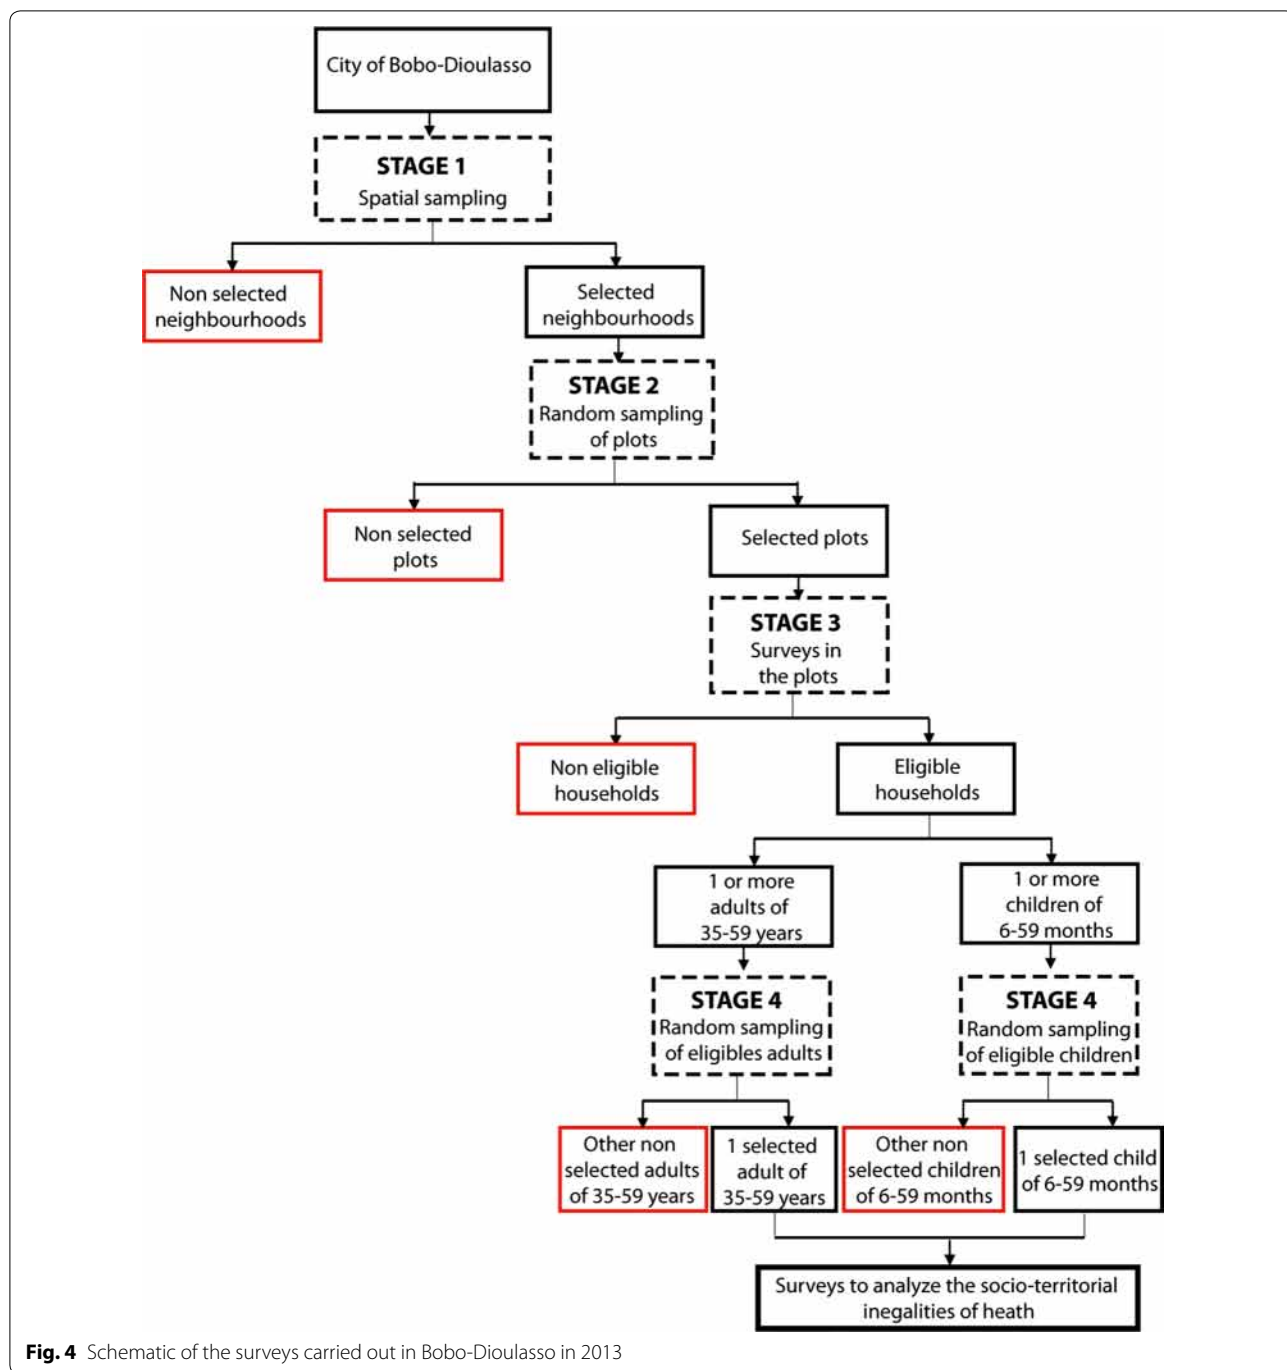 City of Bobo-Dioulasso
STAGE 1
Spatial sampling
Non selected
neighbourhoods
Selected
neighbourhoods
STAGE 2
Random sampling
of plots
Non selected
plots
Selected plots
STAGE 3
Surveys in
the plots
Non eligible
households
Eligible
households
1 or more
adults of
35-59 years
1 or more
children of
6-59 months
STAGE 4
Random sampling
of eligibles adults
STAGE 4
Random sampling
of eligible children
Other non
selected adults
of 35-59 years
1 selected
adult of
35-59 years
Other non
selected children
of 6-59 months
1 selected child
of 6-59 months
Surveys to analyze the socio-territorial
inegalities of heath
Fig. 4 Schematic of the surveys carried out in Bobo-Dioulasso in 2013